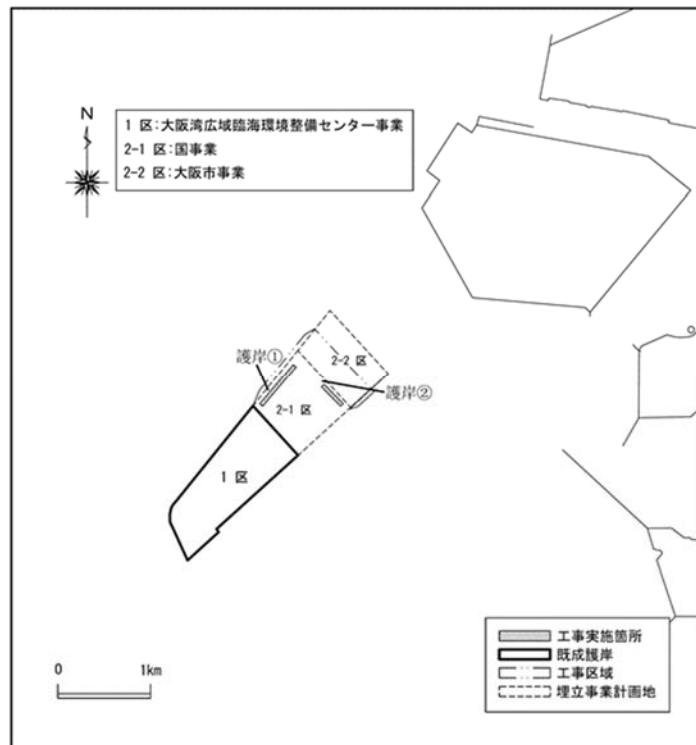 N
1 区:大阪湾広域臨海環境整備センター事業
2-1 区:国事業
2-2 区:大阪市事業
護岸①
2-2 区
護岸②
2-1 区
1 区
工事実施箇所
既成護岸
工事区域
埋立事業計画地
0 1km